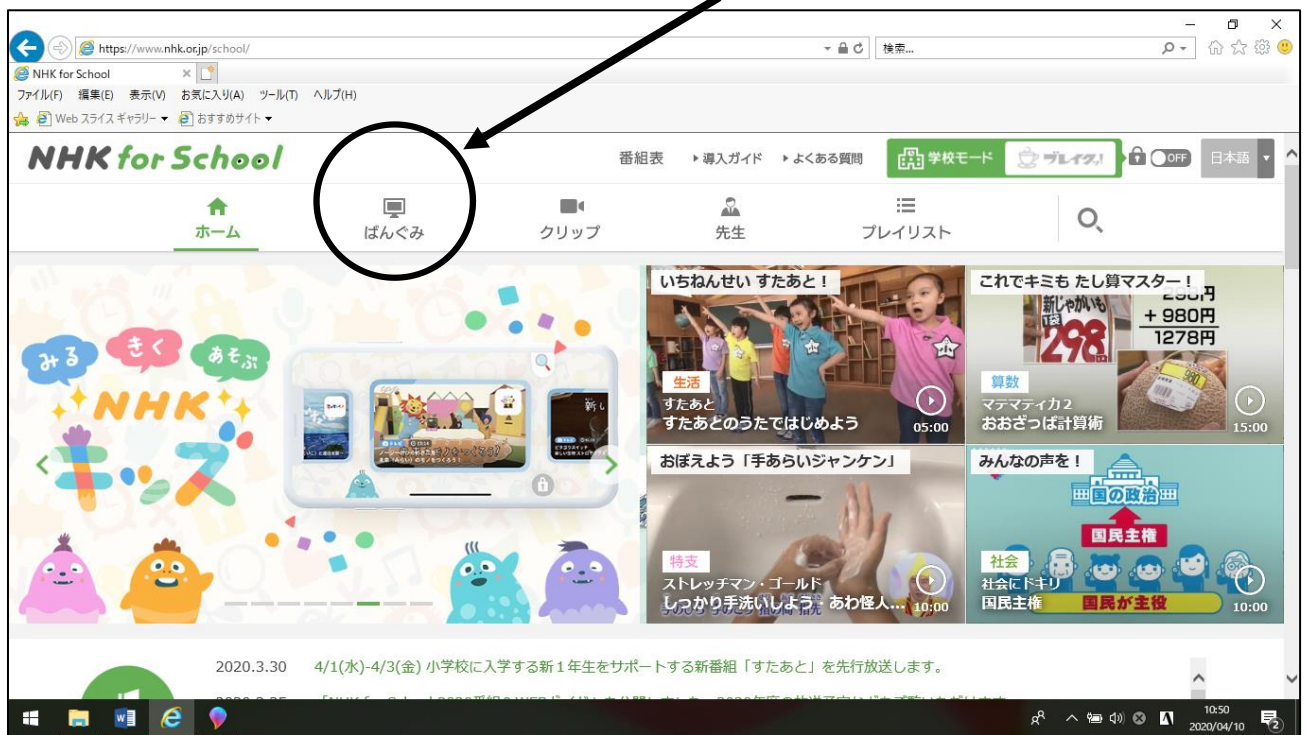 https://www.nhk.or.jp/school/
検索...
NHK for School
ファイル(F) 編集(E) 表示(V) お気に入り(A) ツール(T) ヘルプ(H)
Web スライス ギャラリー ▼ おすすめサイト ▼
NHK for School
番組表 導入ガイド よくある質問 学校モード プレイクス! OFF 日本語
ホーム ばんぐみ クリップ 先生 プレイリスト
みる きく あそぶ
NHK
キッズ
いちねんせい すたあと!
生活
すたあと
すたあとのうたではじめよう 05:00
これでキミも たし算マスター!
新じゃがいも
1袋
298
298円
+ 980円
1278円
算数
マテマティカ2
おおざっぱ計算術 15:00
おぼえよう「手あらいジャンケン」
特支
ストレッチマン・ゴールド
しっかり手洗いしよう あわ怪人... 10:00
みんなの声を!
国の政治
国民主権
社会
社会にドキリ
国民主権 10:00
国民が主役
2020.3.30 4/1(水)-4/3(金) 小学校に入学する新1年生をサポートする新番組「すたあと」を先行放送します。
10:50
2020/04/10